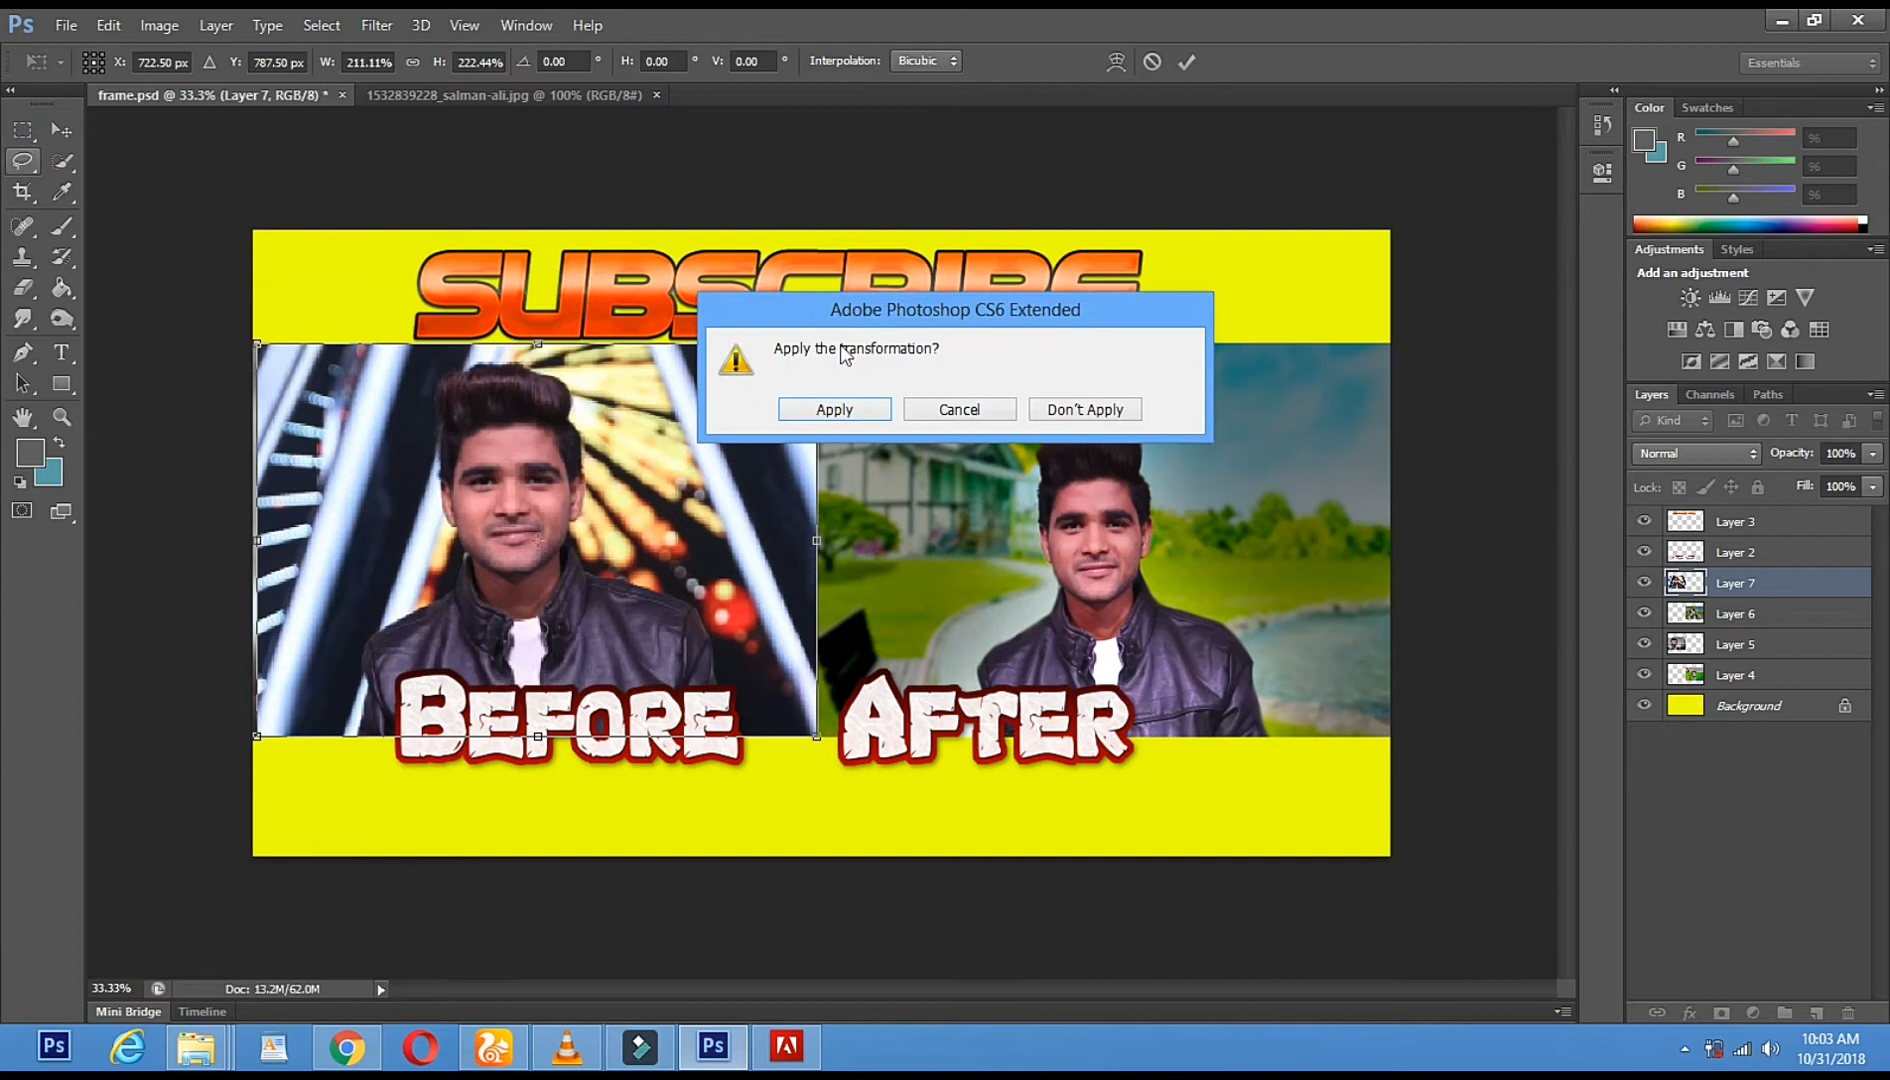 Ps File Edit Image Layer Type Select Filter 3D View Window Help
X: 722.50 px Y: 787.50 px W: 211.11% H: 222.44% 0.00 ° H: 0.00 ° V: 0.00 ° Interpolation: Bicubic Essentials
frame.psd @ 33.3% (Layer 7, RGB/8) * × 1532839228_salman-ali.jpg @ 100% (RGB/8#) ×
Color Swatches
R 96
G 96
B 96
Adjustments Styles
Add an adjustment
SUBSCRIBE
Adobe Photoshop CS6 Extended
Apply the transformation?
Apply Cancel Don't Apply
BEFORE
AFTER
Layers Channels Paths
Kind
Normal Opacity: 100%
Lock: Fill: 100%
Layer 3
Layer 2
Layer 7
Layer 6
Layer 5
Layer 4
Background
33.33% Doc: 13.2M/62.0M
Mini Bridge Timeline
Ps Ps
10:03 AM
10/31/2018